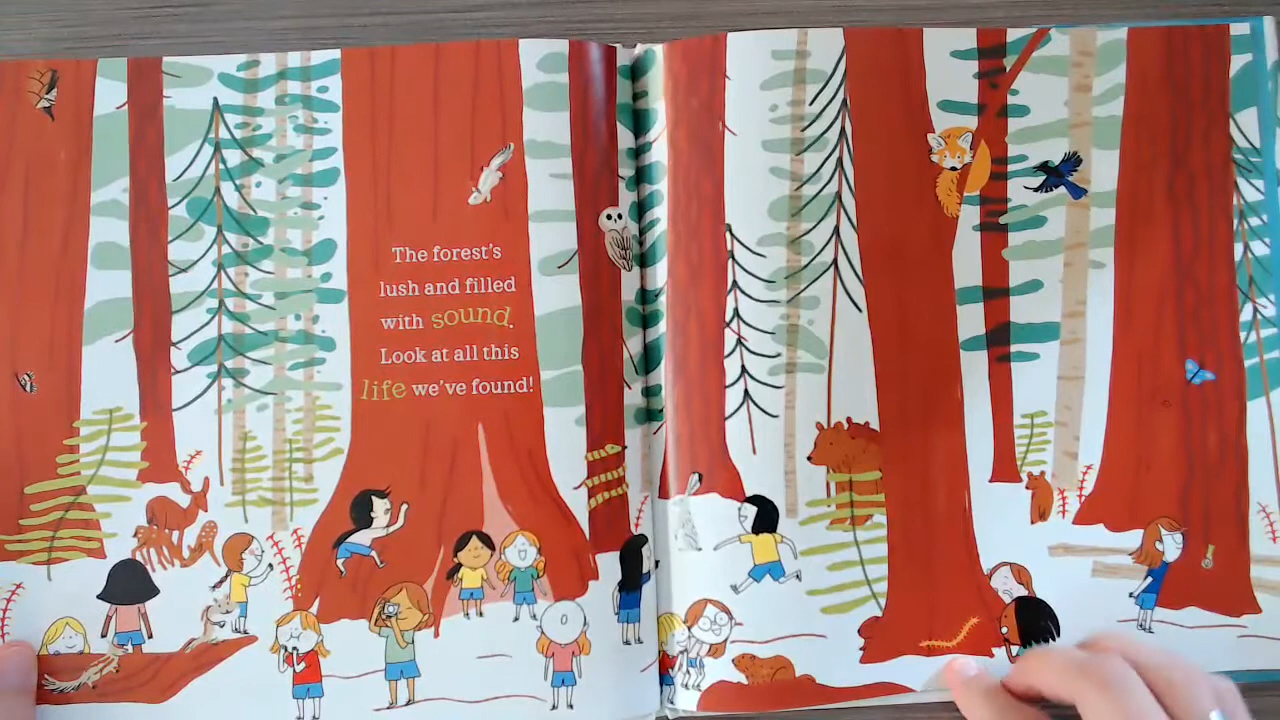 The forest's
lush and filled
with sound.
Look at all this
life we've found!